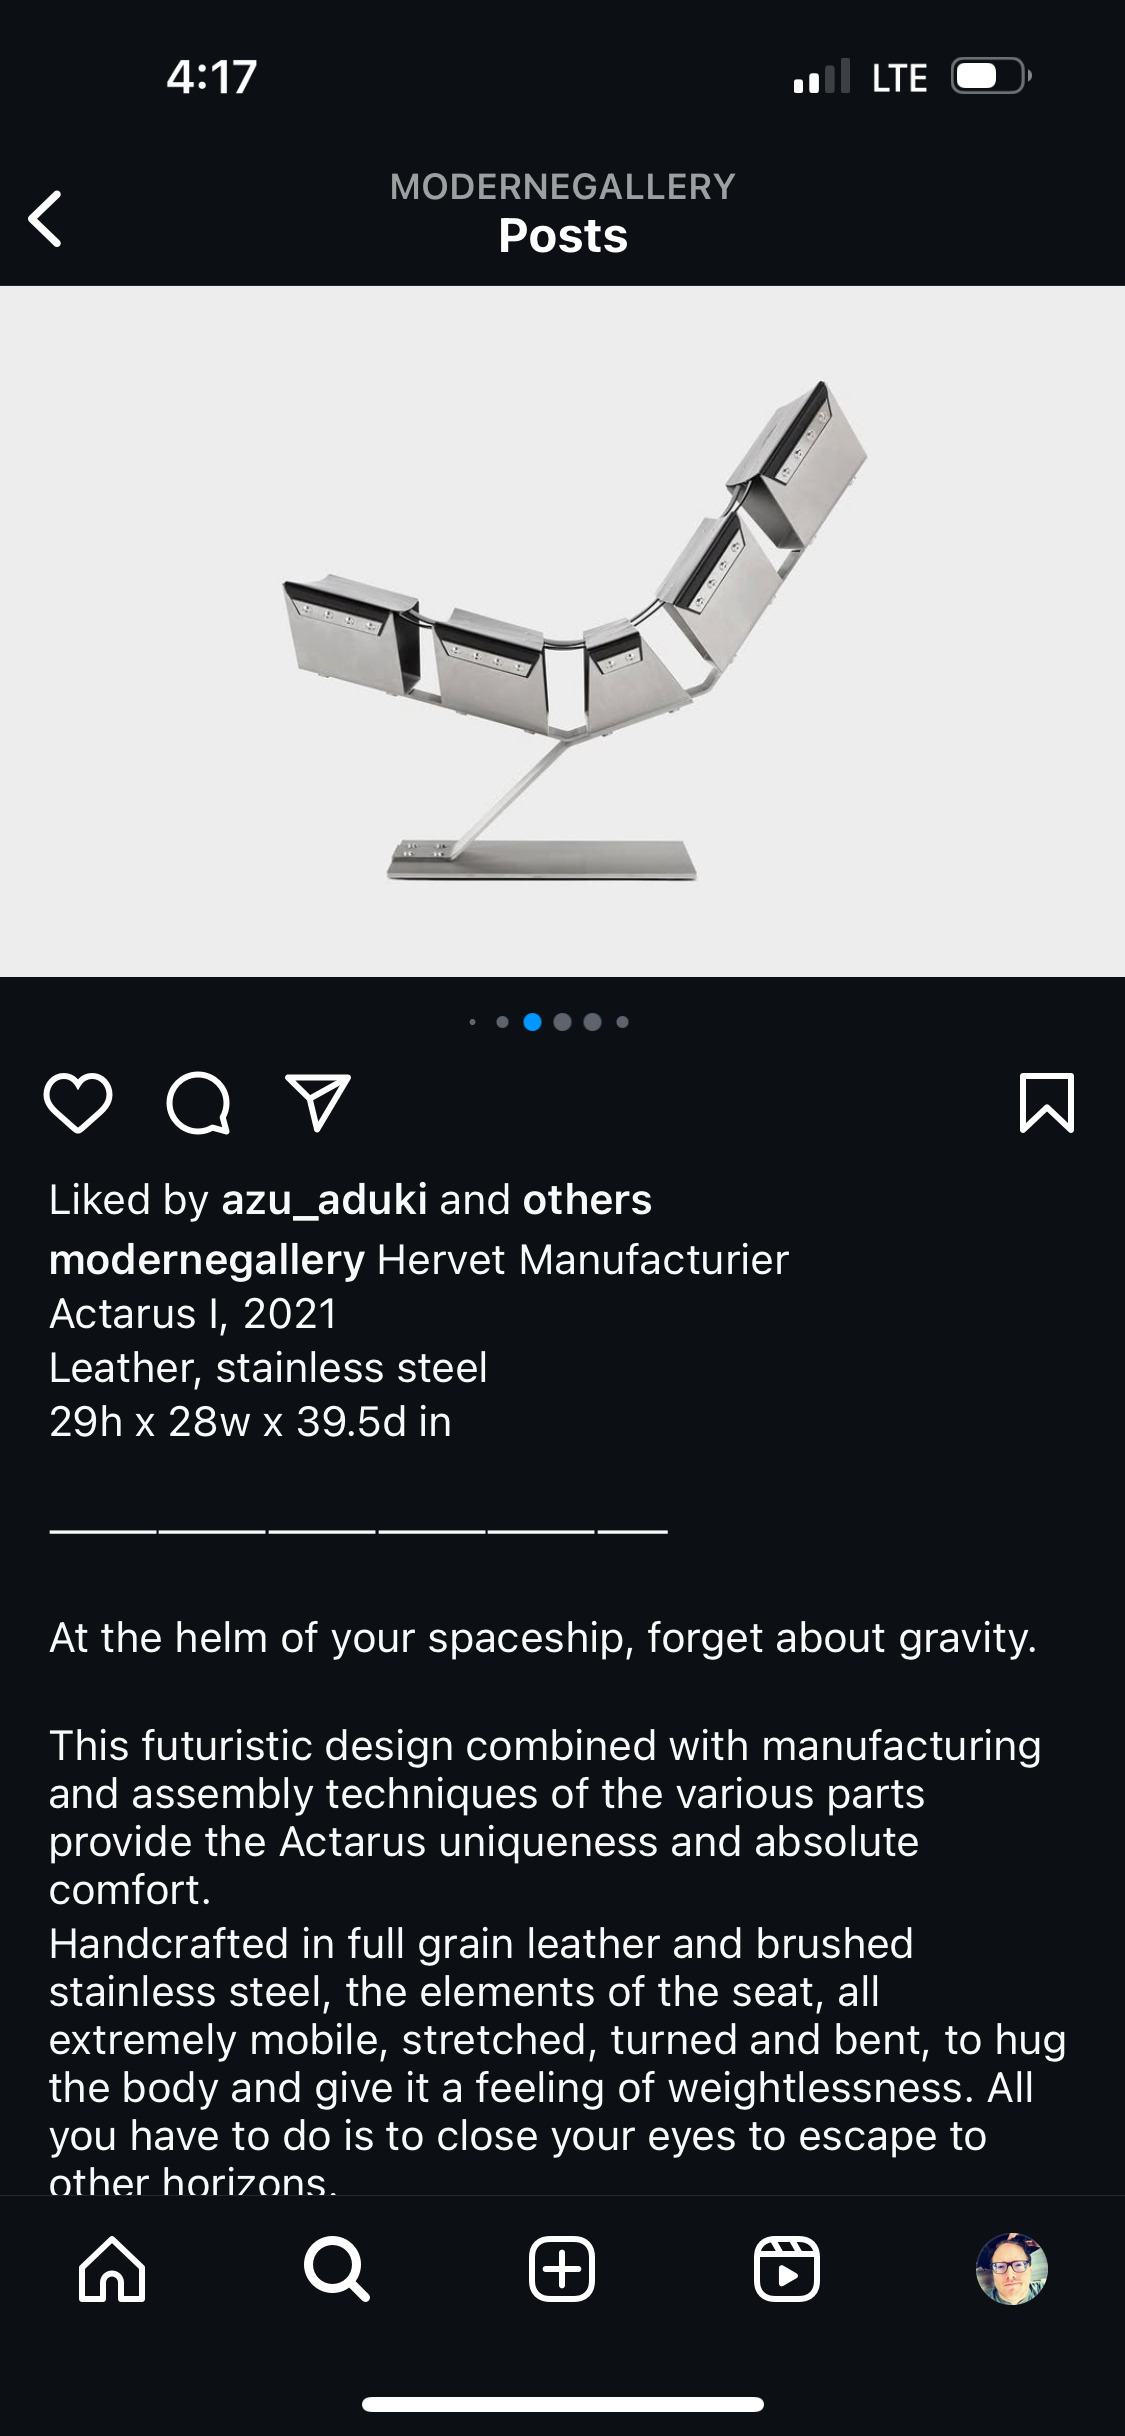 4:17
LTE
MODERNEGALLERY
Posts
Liked by azu_aduki and others
modernegallery Hervet Manufacturier
Actarus I, 2021
Leather, stainless steel
29h x 28w x 39.5d in
At the helm of your spaceship, forget about gravity.
This futuristic design combined with manufacturing
and assembly techniques of the various parts
provide the Actarus uniqueness and absolute
comfort.
Handcrafted in full grain leather and brushed
stainless steel, the elements of the seat, all
extremely mobile, stretched, turned and bent, to hug
the body and give it a feeling of weightlessness. All
you have to do is to close your eyes to escape to
other horizons.